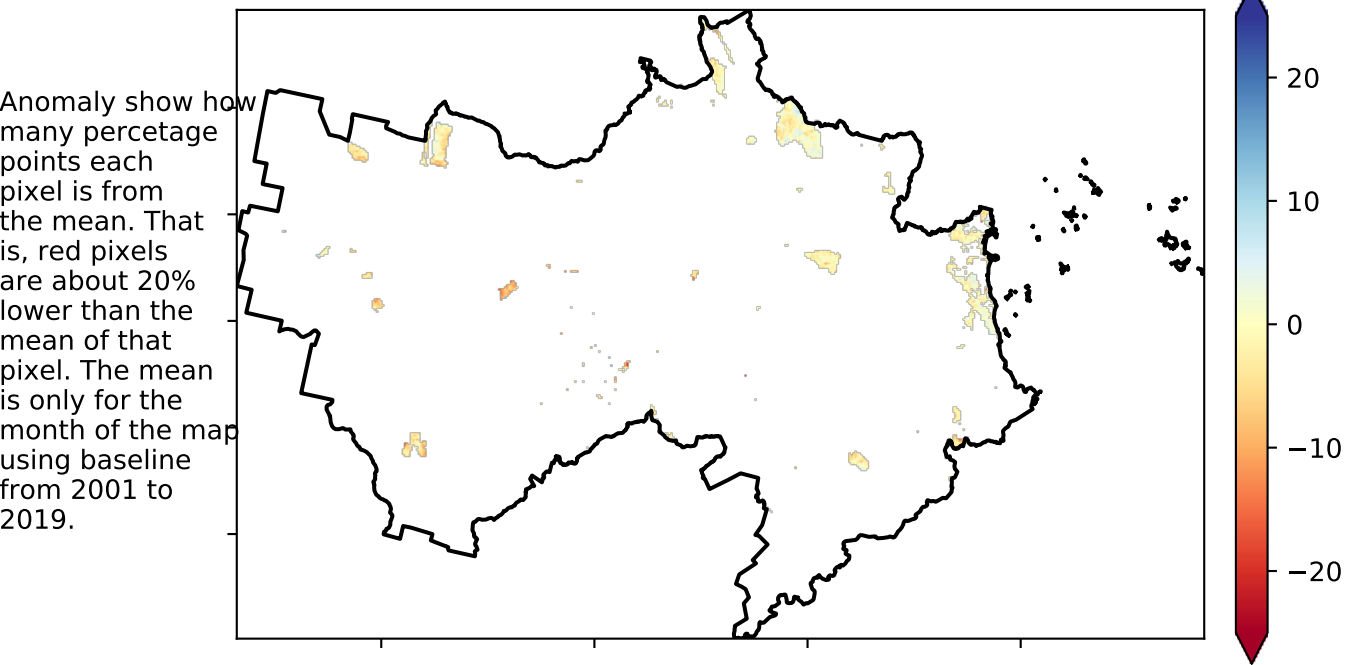 Anomaly show how
many percetage
points each
pixel is from
the mean. That
is, red pixels
are about 20%
lower than the
mean of that
pixel. The mean
is only for the
month of the map
using baseline
from 2001 to
2019.
20
10
0
−10
−20